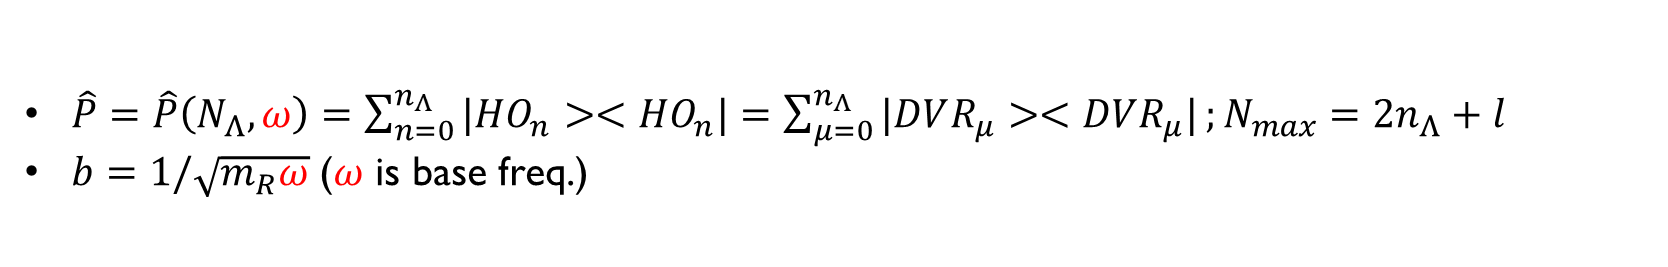 • P̂ = P̂(N_Λ, ω) = ∑_{n=0}^{n_Λ} |HO_n >< HO_n| = ∑_{μ=0}^{n_Λ} |DVR_μ >< DVR_μ| ; N_max = 2n_Λ + l
• b = 1/√(m_R ω) (ω is base freq.)